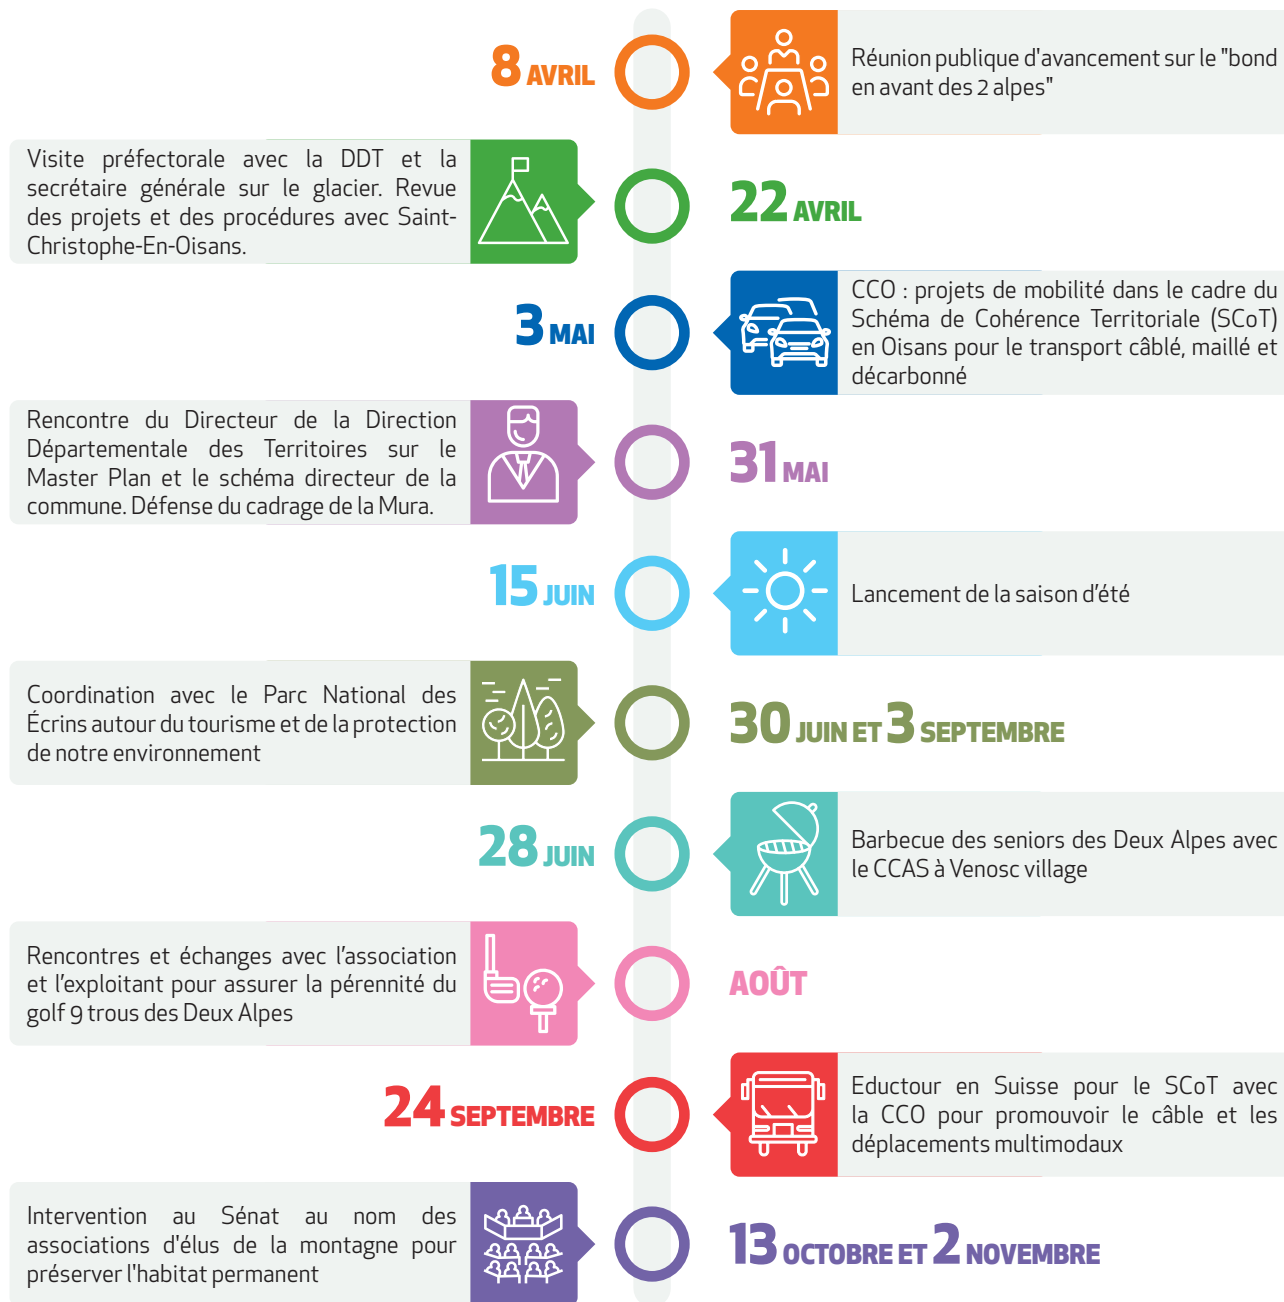 8 AVRIL
Réunion publique d'avancement sur le "bond
en avant des 2 alpes"
Visite préfectorale avec la DDT et la
secrétaire générale sur le glacier. Revue
des projets et des procédures avec Saint-
Christophe-En-Oisans.
22 AVRIL
3 MAI
CCO : projets de mobilité dans le cadre du
Schéma de Cohérence Territoriale (SCoT)
en Oisans pour le transport câblé, maillé et
décarbonné
Rencontre du Directeur de la Direction
Départementale des Territoires sur le
Master Plan et le schéma directeur de la
commune. Défense du cadrage de la Mura.
31 MAI
15 JUIN
Lancement de la saison d’été
Coordination avec le Parc National des
Écrins autour du tourisme et de la protection
de notre environnement
30 JUIN ET 3 SEPTEMBRE
28 JUIN
Barbecue des seniors des Deux Alpes avec
le CCAS à Venosc village
Rencontres et échanges avec l’association
et l’exploitant pour assurer la pérennité du
golf 9 trous des Deux Alpes
AOÛT
24 SEPTEMBRE
Eductour en Suisse pour le SCoT avec
la CCO pour promouvoir le câble et les
déplacements multimodaux
Intervention au Sénat au nom des
associations d'élus de la montagne pour
préserver l'habitat permanent
13 OCTOBRE ET 2 NOVEMBRE